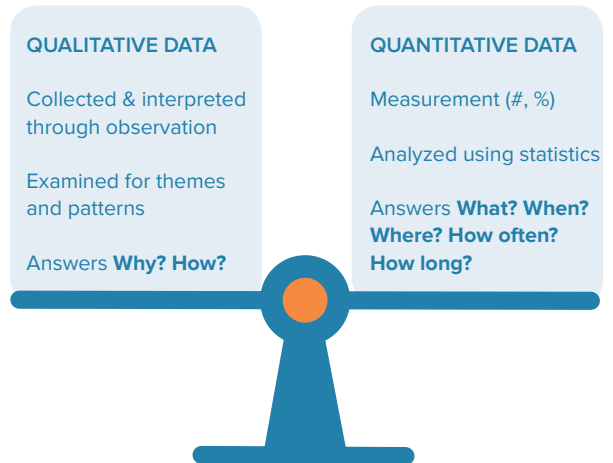 QUALITATIVE DATA
Collected & interpreted
through observation
Examined for themes
and patterns
Answers Why? How?
QUANTITATIVE DATA
Measurement (#, %)
Analyzed using statistics
Answers What? When?
Where? How often?
How long?